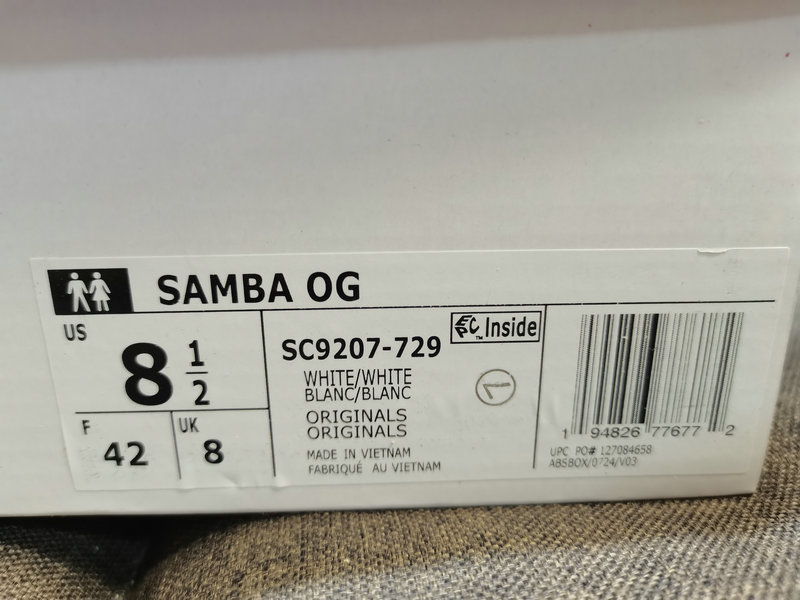 SAMBA OG
US
8 1/2
F
42
UK
8
SC9207-729
EPC™ Inside
WHITE/WHITE
BLANC/BLANC
ORIGINALS
ORIGINALS
MADE IN VIETNAM
FABRIQUÉ AU VIETNAM
1 94826 77677 2
UPC PO# 127084658
ABSBOX/0724/V03